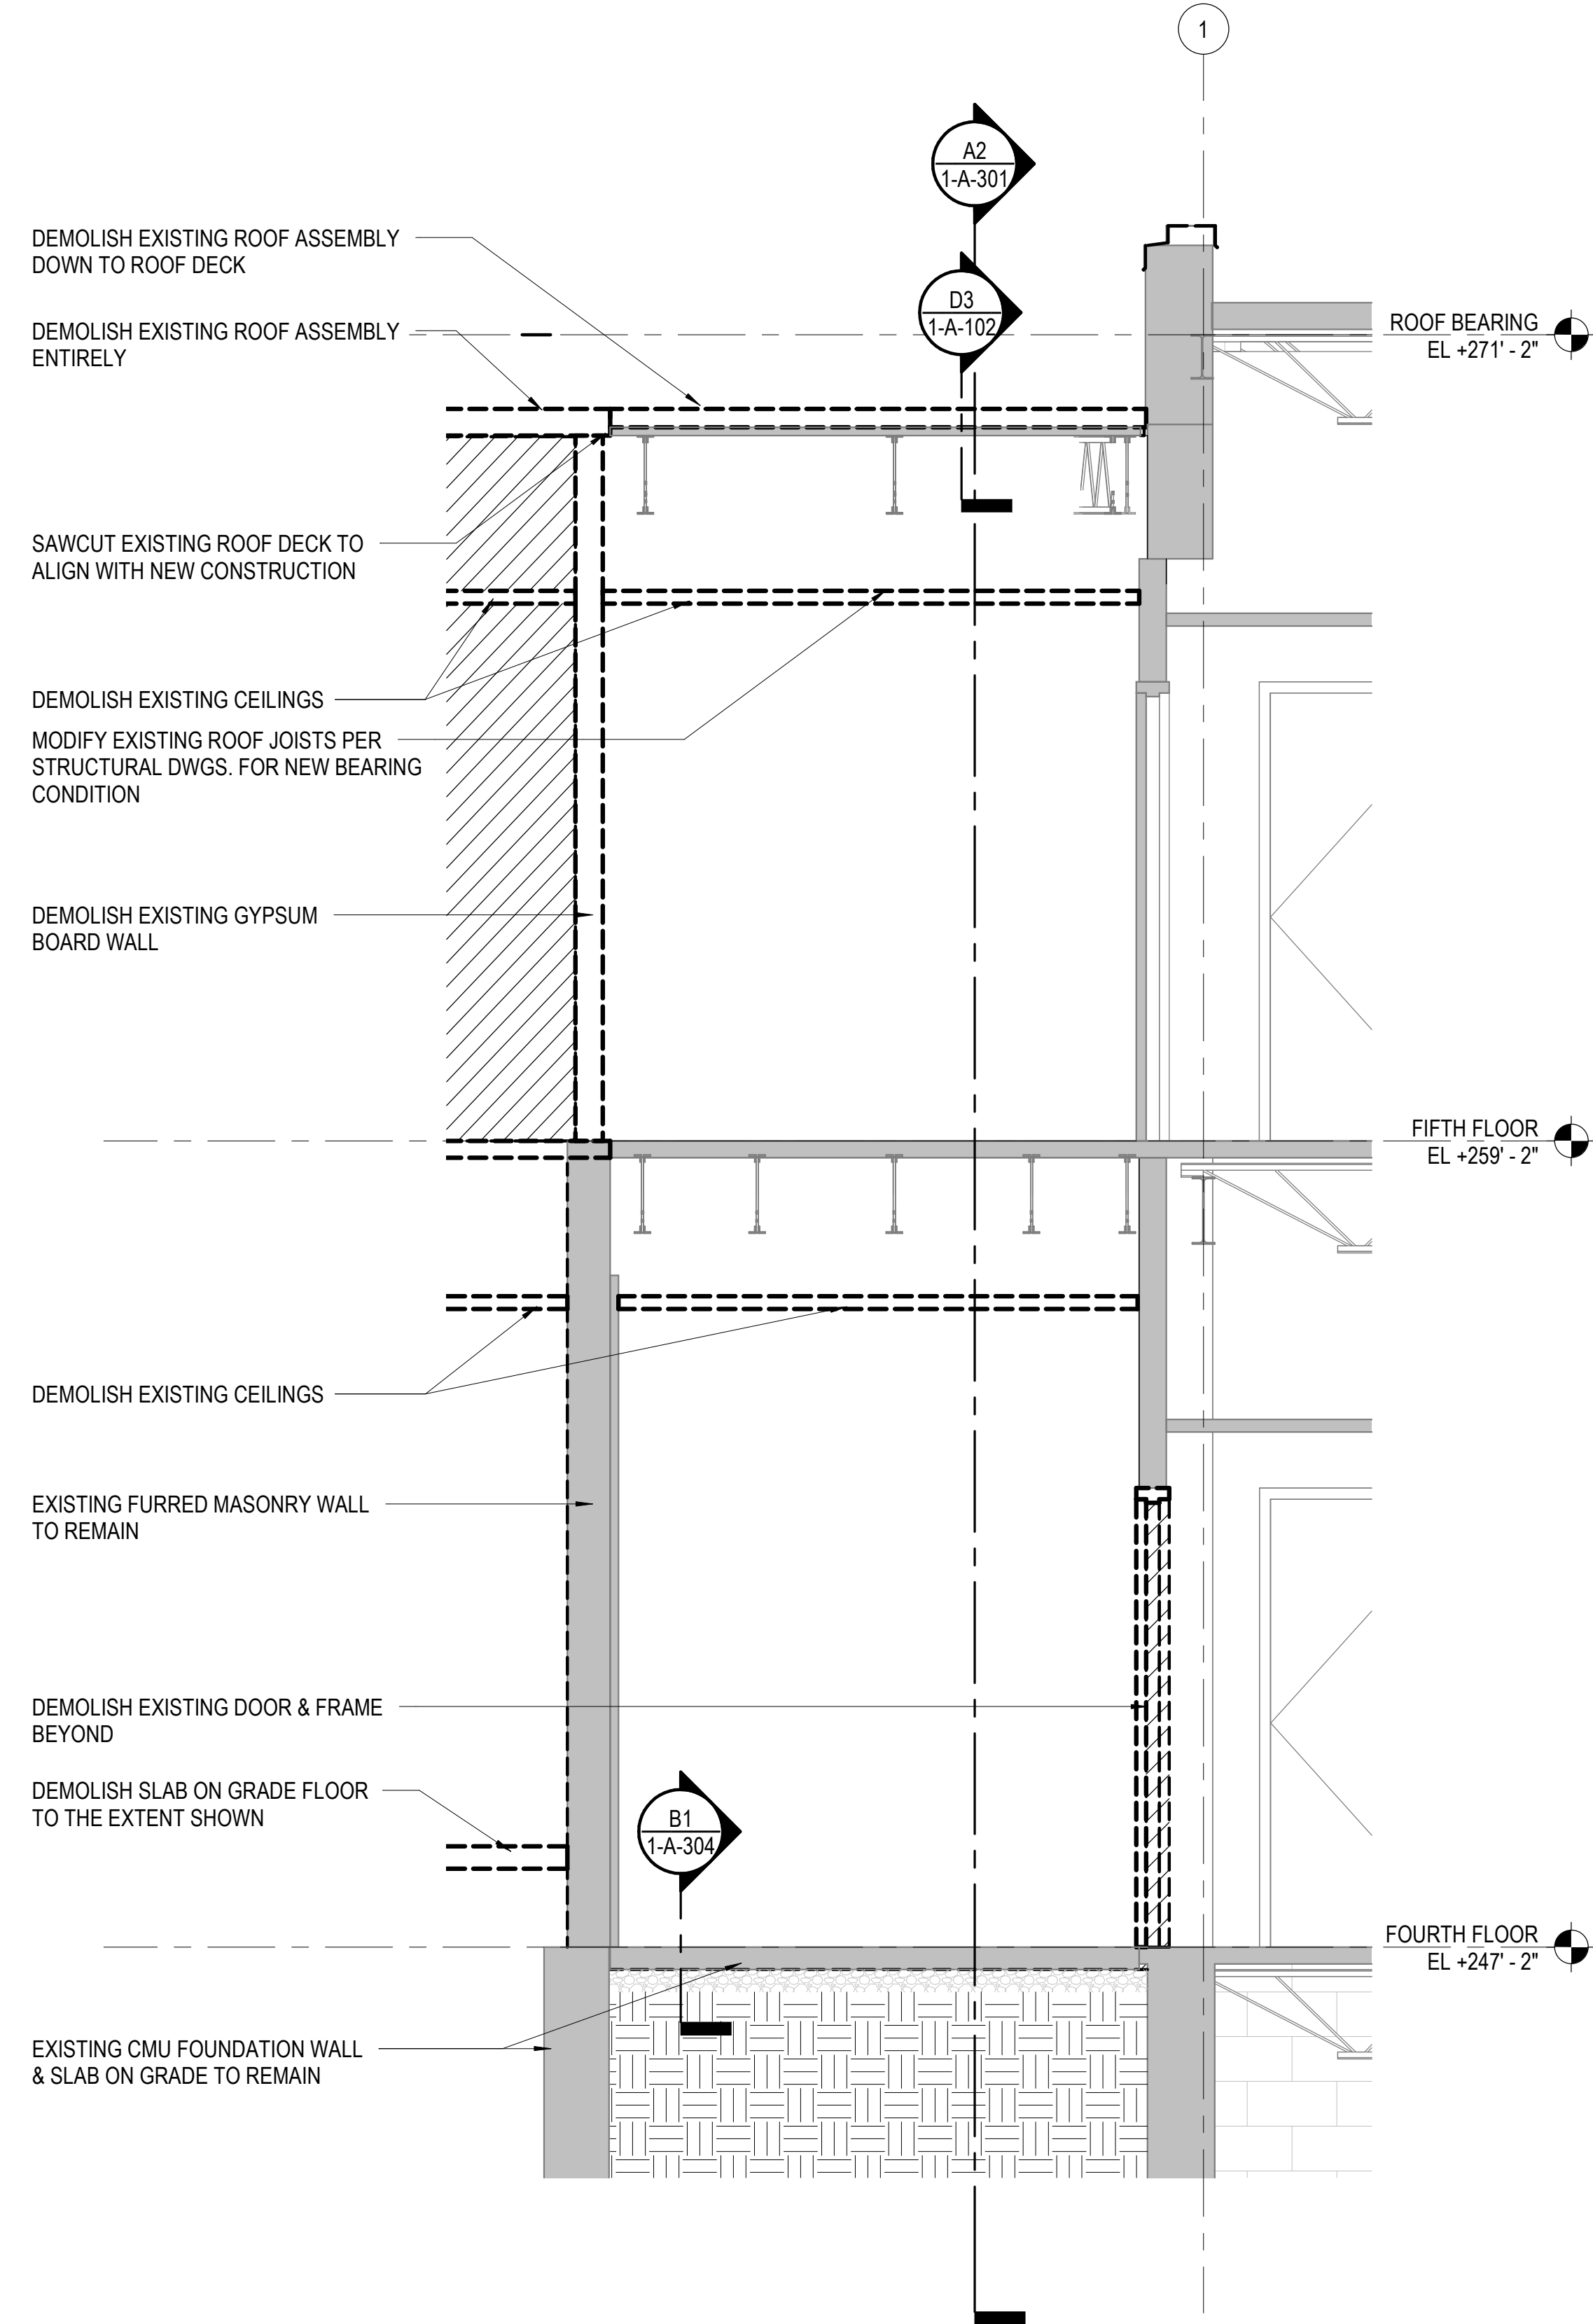 1
A2
1-A-301
DEMOLISH EXISTING ROOF ASSEMBLY
DOWN TO ROOF DECK
D3
1-A-102
DEMOLISH EXISTING ROOF ASSEMBLY
ENTIRELY
ROOF BEARING
EL +271' - 2"
SAWCUT EXISTING ROOF DECK TO
ALIGN WITH NEW CONSTRUCTION
DEMOLISH EXISTING CEILINGS
MODIFY EXISTING ROOF JOISTS PER
STRUCTURAL DWGS. FOR NEW BEARING
CONDITION
DEMOLISH EXISTING GYPSUM
BOARD WALL
FIFTH FLOOR
EL +259' - 2"
DEMOLISH EXISTING CEILINGS
EXISTING FURRED MASONRY WALL
TO REMAIN
DEMOLISH EXISTING DOOR & FRAME
BEYOND
DEMOLISH SLAB ON GRADE FLOOR
TO THE EXTENT SHOWN
B1
1-A-304
FOURTH FLOOR
EL +247' - 2"
EXISTING CMU FOUNDATION WALL
& SLAB ON GRADE TO REMAIN